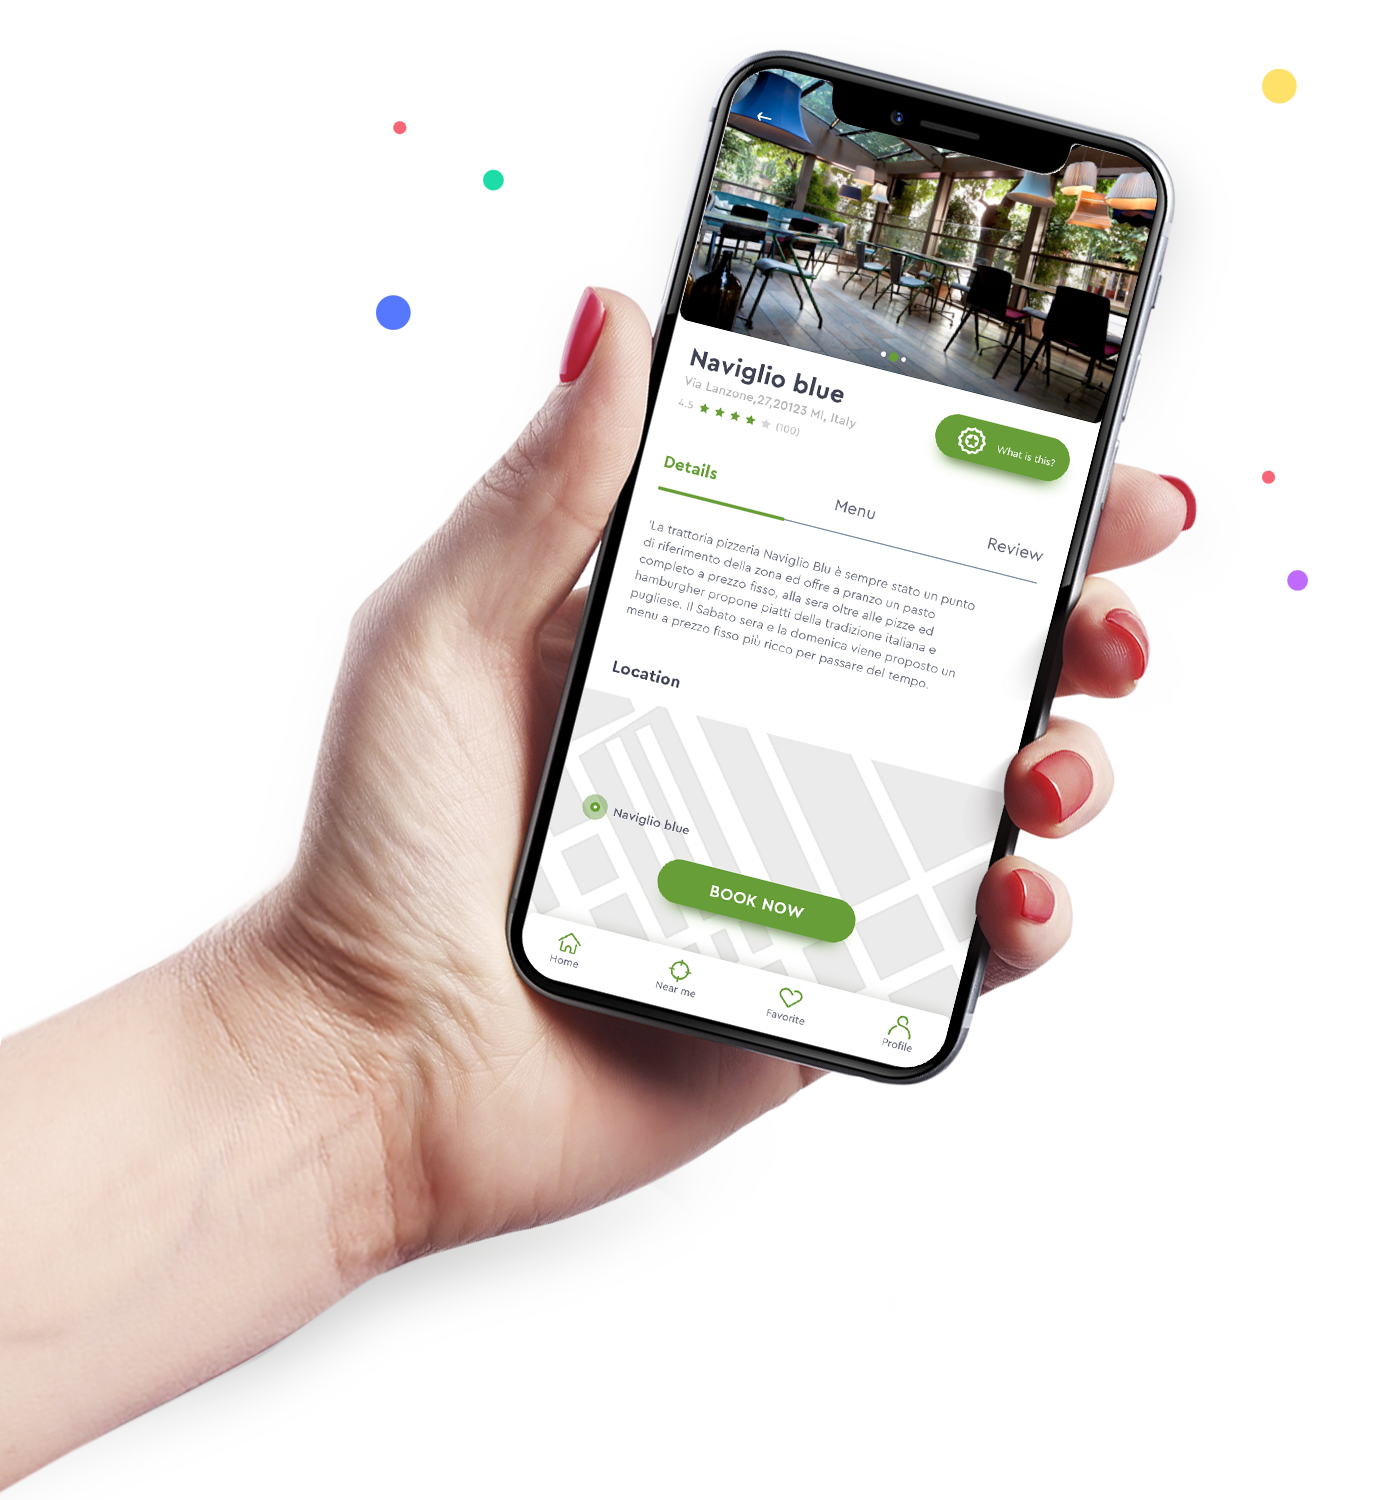 Naviglio blue
Via Lanzone,27,20123 MI, Italy
4.5 (100)
What is this?
Details
Menu
Review
'La trattoria pizzeria Naviglio Blu è sempre stato un punto
di riferimento della zona ed offre a pranzo un pasto
completo a prezzo fisso, alla sera oltre alle pizze ed
hamburgher propone piatti della tradizione italiana e
pugliese. Il Sabato sera e la domenica viene proposto un
menu a prezzo fisso più ricco per passare del tempo.
Location
Naviglio blue
BOOK NOW
Home
Near me
Favorite
Profile